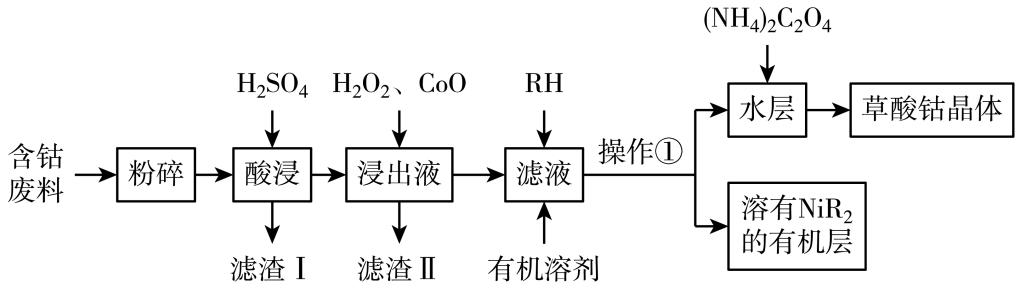 (NH₄)₂C₂O₄
H₂SO₄
H₂O₂、CoO
RH
含钴
废料
粉碎
酸浸
浸出液
滤液
操作①
水层
草酸钴晶体
溶有NiR₂
的有机层
滤渣Ⅰ
滤渣Ⅱ
有机溶剂